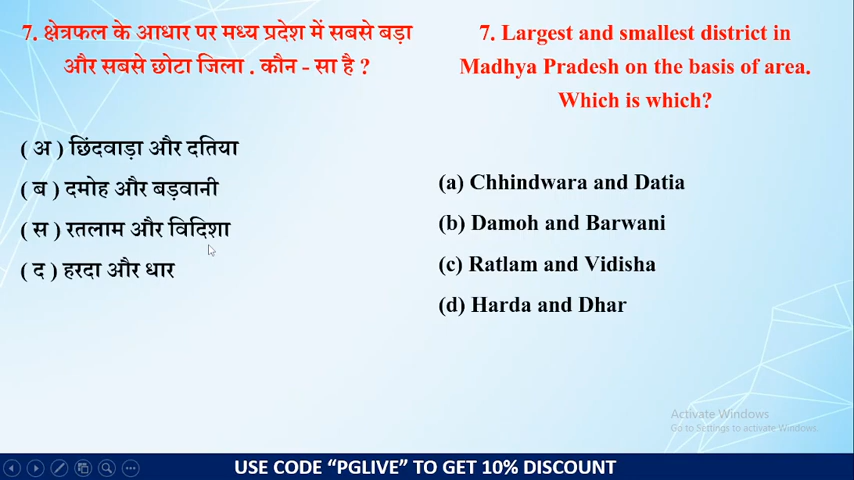 7. क्षेत्रफल के आधार पर मध्य प्रदेश में सबसे बड़ा
और सबसे छोटा जिला . कौन - सा है ?
( अ ) छिंदवाड़ा और दतिया
( ब ) दमोह और बड़वानी
( स ) रतलाम और विदिशा
( द ) हरदा और धार
7. Largest and smallest district in
Madhya Pradesh on the basis of area.
Which is which?
(a) Chhindwara and Datia
(b) Damoh and Barwani
(c) Ratlam and Vidisha
(d) Harda and Dhar
Activate Windows
Go to Settings to activate Windows.
USE CODE “PGLIVE” TO GET 10% DISCOUNT